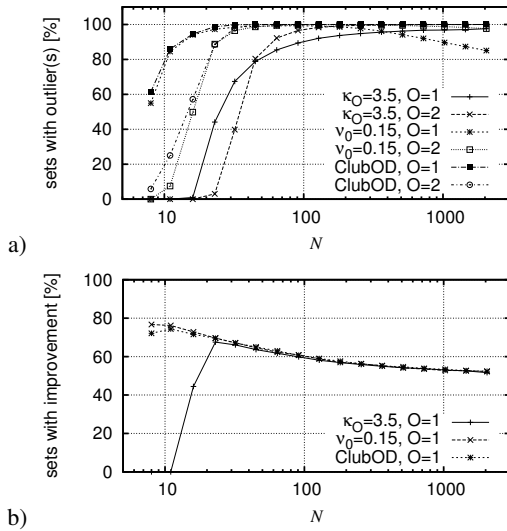 100
80
60
40
20
0
sets with outlier(s) [%]
κO=3.5, O=1
κO=3.5, O=2
ν0=0.15, O=1
ν0=0.15, O=2
ClubOD, O=1
ClubOD, O=2
10 100 1000
N
a)
100
80
60
40
20
0
sets with improvement [%]
κO=3.5, O=1
ν0=0.15, O=1
ClubOD, O=1
10 100 1000
N
b)